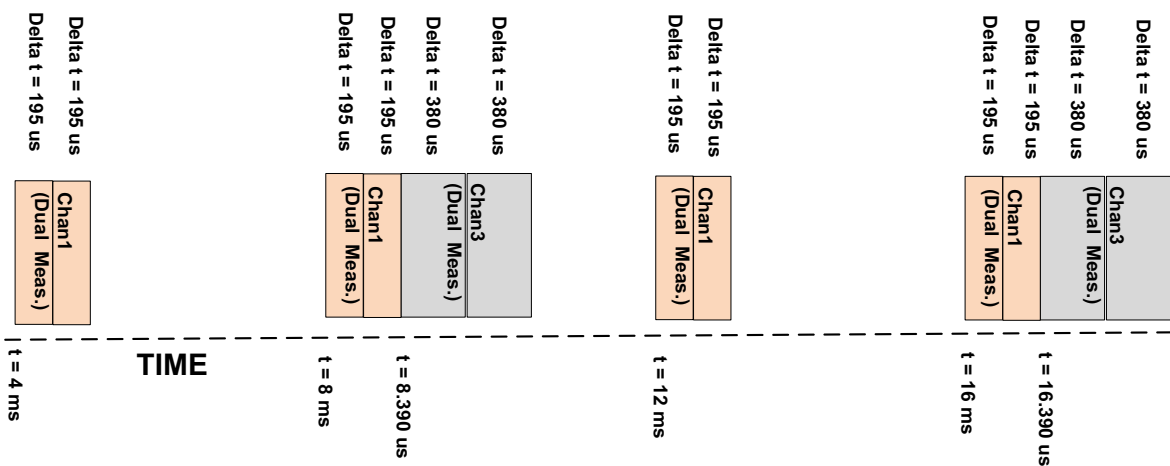 Delta t = 195 us
Delta t = 195 us
Delta t = 195 us
Delta t = 195 us
Delta t = 380 us
Delta t = 380 us
Delta t = 195 us
Delta t = 195 us
Delta t = 195 us
Delta t = 195 us
Delta t = 380 us
Delta t = 380 us
Chan1
(Dual Meas.)
Chan1
(Dual Meas.)
Chan3
(Dual Meas.)
Chan1
(Dual Meas.)
Chan1
(Dual Meas.)
Chan3
(Dual Meas.)
t = 4 ms
TIME
t = 8 ms
t = 8.390 us
t = 12 ms
t = 16 ms
t = 16.390 us